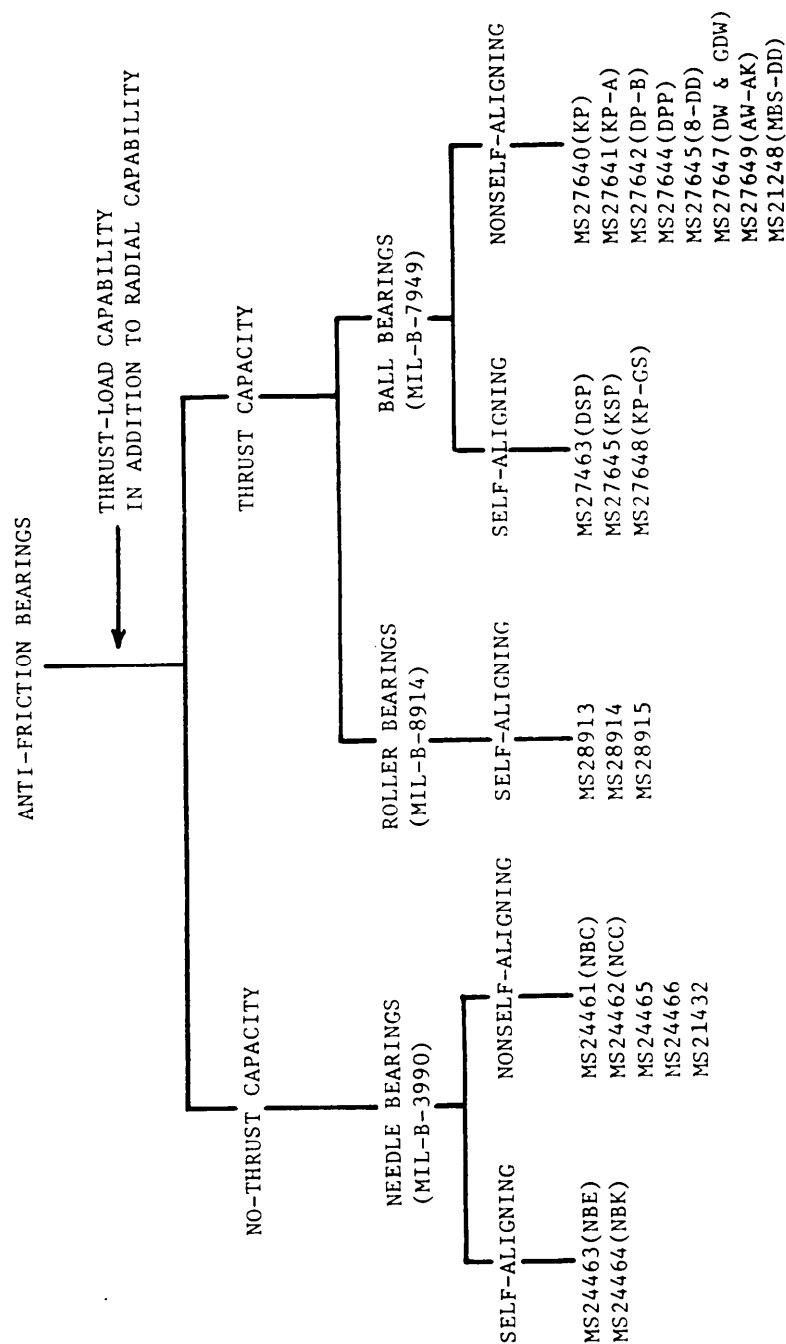 ANTI-FRICTION BEARINGS
THRUST-LOAD CAPABILITY
IN ADDITION TO RADIAL CAPABILITY
NO-THRUST CAPACITY
THRUST CAPACITY
NEEDLE BEARINGS
(MIL-B-3990)
ROLLER BEARINGS
(MIL-B-8914)
BALL BEARINGS
(MIL-B-7949)
SELF-ALIGNING
NONSELF-ALIGNING
SELF-ALIGNING
SELF-ALIGNING
NONSELF-ALIGNING
MS24463(NBE)
MS24464(NBK)
MS24461(NBC)
MS24462(NCC)
MS24465
MS24466
MS21432
MS28913
MS28914
MS28915
MS27463(DSP)
MS27645(KSP)
MS27648(KP-GS)
MS27640(KP)
MS27641(KP-A)
MS27642(DP-B)
MS27644(DPP)
MS27645(8-DD)
MS27647(DW & GDW)
MS27649(AW-AK)
MS21248(MBS-DD)